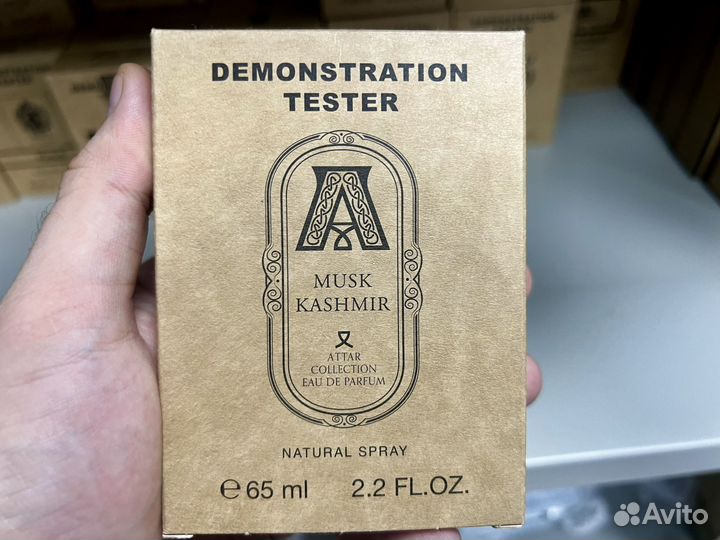 DEMONSTRATION
TESTER
A
MUSK
KASHMIR
ATTAR
COLLECTION
EAU DE PARFUM
NATURAL SPRAY
℮ 65 ml 2.2 FL.OZ.
Avito